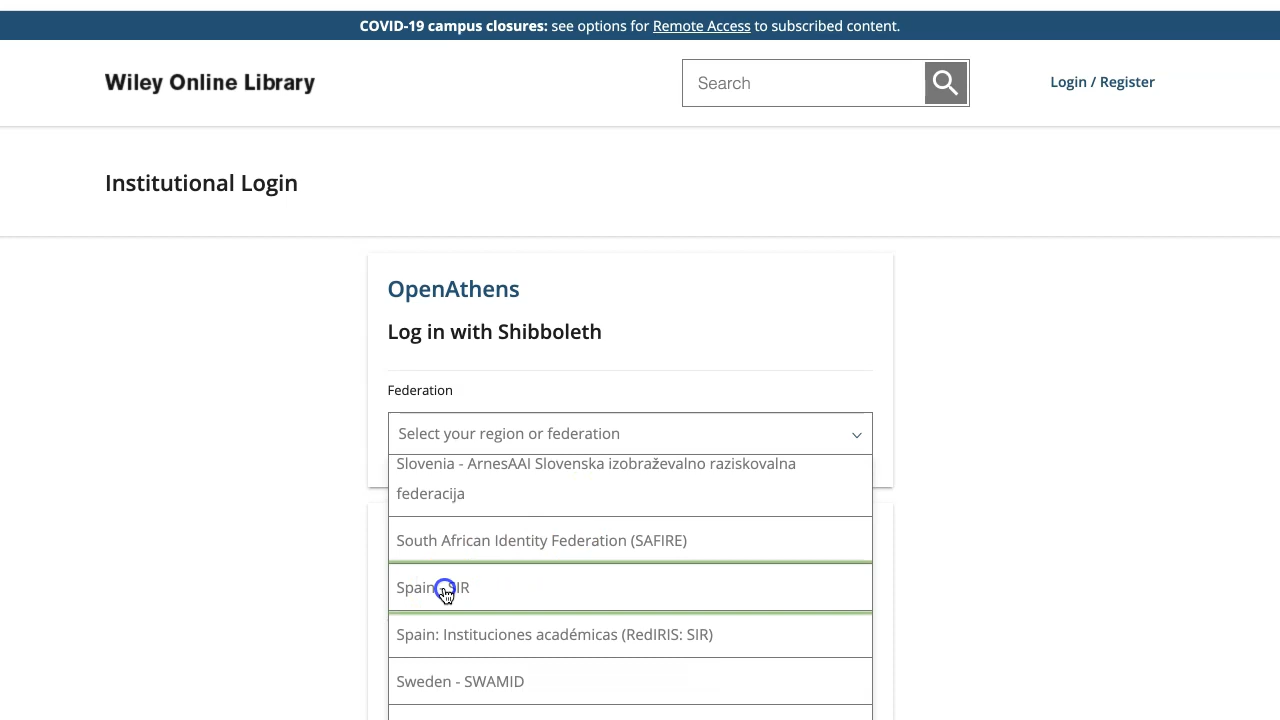 COVID-19 campus closures: see options for Remote Access to subscribed content.
Wiley Online Library
Search
Login / Register
Institutional Login
OpenAthens
Log in with Shibboleth
Federation
Select your region or federation
Slovenia - ArnesAAI Slovenska izobraževalno raziskovalna
federacija
South African Identity Federation (SAFIRE)
Spain SIR
Spain: Instituciones académicas (RedIRIS: SIR)
Sweden - SWAMID